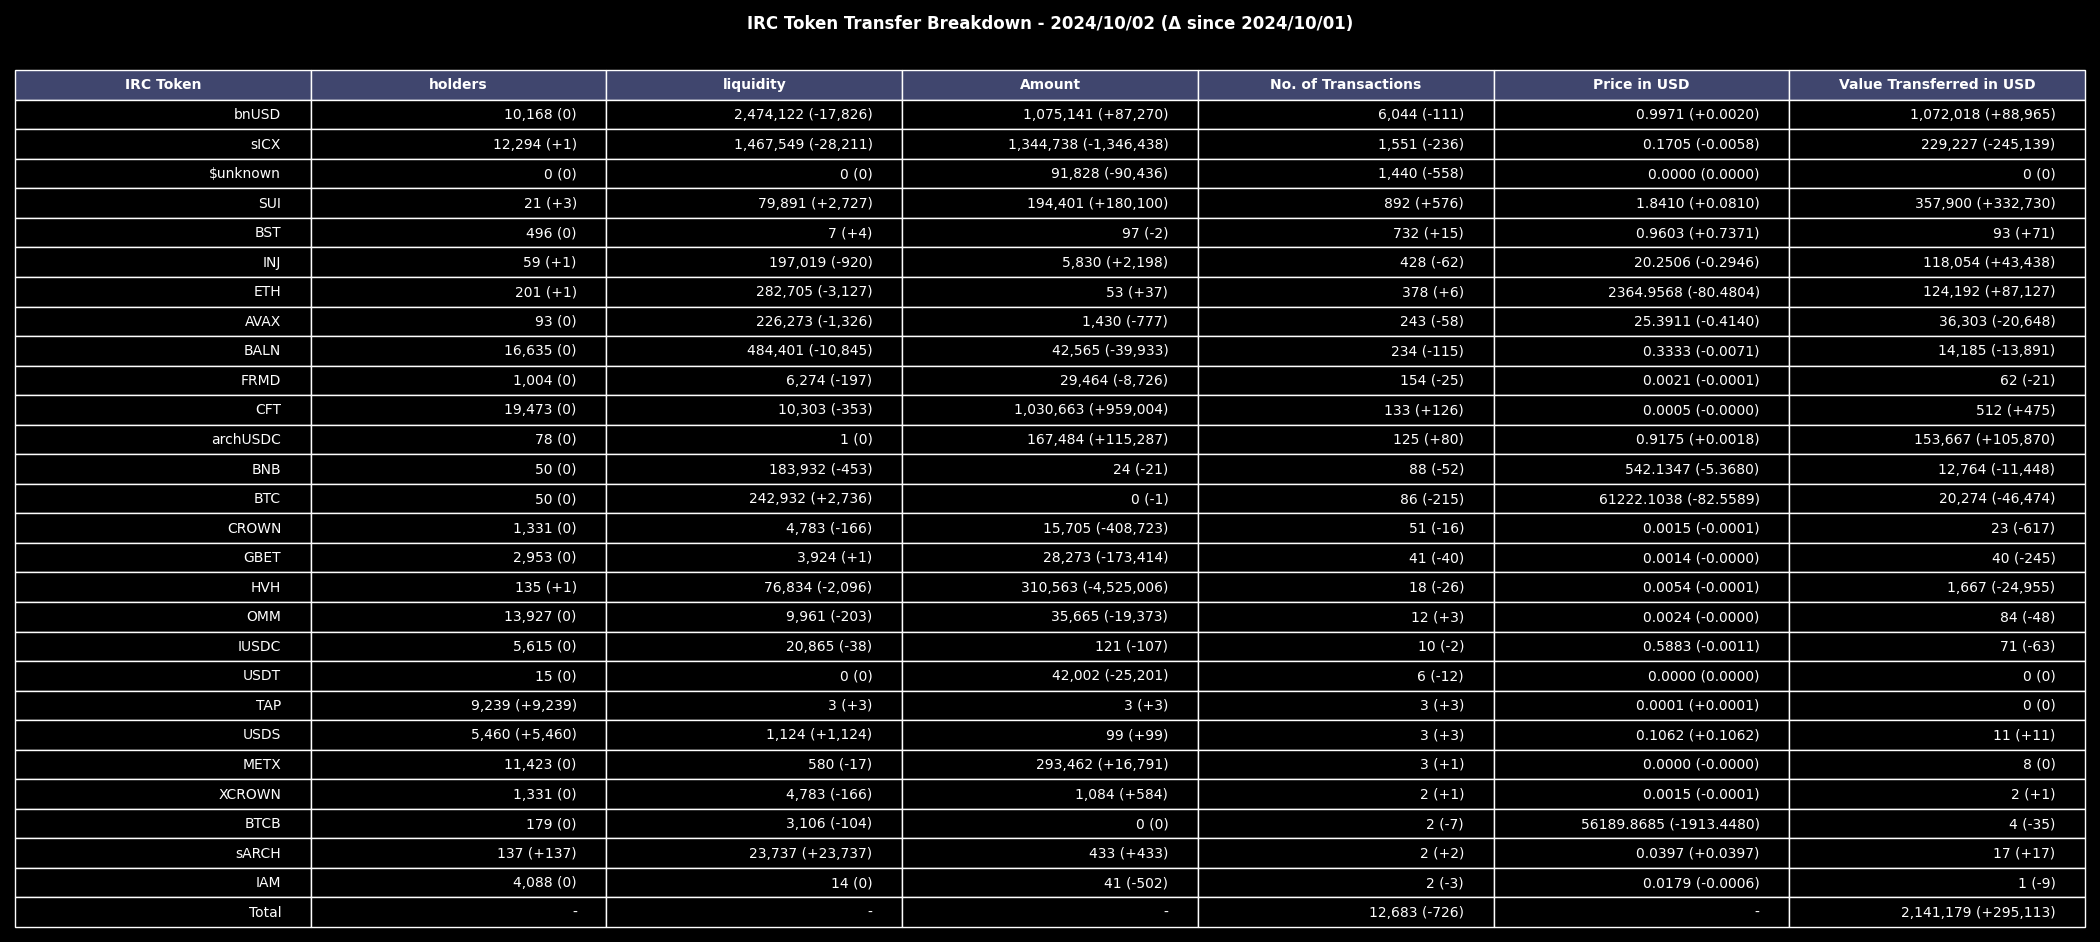 IRC Token Transfer Breakdown - 2024/10/02 (Δ since 2024/10/01)
IRC Token holders liquidity Amount No. of Transactions Price in USD Value Transferred in USD
bnUSD 10,168 (0) 2,474,122 (-17,826) 1,075,141 (+87,270) 6,044 (-111) 0.9971 (+0.0020) 1,072,018 (+88,965)
sICX 12,294 (+1) 1,467,549 (-28,211) 1,344,738 (-1,346,438) 1,551 (-236) 0.1705 (-0.0058) 229,227 (-245,139)
$unknown 0 (0) 0 (0) 91,828 (-90,436) 1,440 (-558) 0.0000 (0.0000) 0 (0)
SUI 21 (+3) 79,891 (+2,727) 194,401 (+180,100) 892 (+576) 1.8410 (+0.0810) 357,900 (+332,730)
BST 496 (0) 7 (+4) 97 (-2) 732 (+15) 0.9603 (+0.7371) 93 (+71)
INJ 59 (+1) 197,019 (-920) 5,830 (+2,198) 428 (-62) 20.2506 (-0.2946) 118,054 (+43,438)
ETH 201 (+1) 282,705 (-3,127) 53 (+37) 378 (+6) 2364.9568 (-80.4804) 124,192 (+87,127)
AVAX 93 (0) 226,273 (-1,326) 1,430 (-777) 243 (-58) 25.3911 (-0.4140) 36,303 (-20,648)
BALN 16,635 (0) 484,401 (-10,845) 42,565 (-39,933) 234 (-115) 0.3333 (-0.0071) 14,185 (-13,891)
FRMD 1,004 (0) 6,274 (-197) 29,464 (-8,726) 154 (-25) 0.0021 (-0.0001) 62 (-21)
CFT 19,473 (0) 10,303 (-353) 1,030,663 (+959,004) 133 (+126) 0.0005 (-0.0000) 512 (+475)
archUSDC 78 (0) 1 (0) 167,484 (+115,287) 125 (+80) 0.9175 (+0.0018) 153,667 (+105,870)
BNB 50 (0) 183,932 (-453) 24 (-21) 88 (-52) 542.1347 (-5.3680) 12,764 (-11,448)
BTC 50 (0) 242,932 (+2,736) 0 (-1) 86 (-215) 61222.1038 (-82.5589) 20,274 (-46,474)
CROWN 1,331 (0) 4,783 (-166) 15,705 (-408,723) 51 (-16) 0.0015 (-0.0001) 23 (-617)
GBET 2,953 (0) 3,924 (+1) 28,273 (-173,414) 41 (-40) 0.0014 (-0.0000) 40 (-245)
HVH 135 (+1) 76,834 (-2,096) 310,563 (-4,525,006) 18 (-26) 0.0054 (-0.0001) 1,667 (-24,955)
OMM 13,927 (0) 9,961 (-203) 35,665 (-19,373) 12 (+3) 0.0024 (-0.0000) 84 (-48)
IUSDC 5,615 (0) 20,865 (-38) 121 (-107) 10 (-2) 0.5883 (-0.0011) 71 (-63)
USDT 15 (0) 0 (0) 42,002 (-25,201) 6 (-12) 0.0000 (0.0000) 0 (0)
TAP 9,239 (+9,239) 3 (+3) 3 (+3) 3 (+3) 0.0001 (+0.0001) 0 (0)
USDS 5,460 (+5,460) 1,124 (+1,124) 99 (+99) 3 (+3) 0.1062 (+0.1062) 11 (+11)
METX 11,423 (0) 580 (-17) 293,462 (+16,791) 3 (+1) 0.0000 (-0.0000) 8 (0)
XCROWN 1,331 (0) 4,783 (-166) 1,084 (+584) 2 (+1) 0.0015 (-0.0001) 2 (+1)
BTCB 179 (0) 3,106 (-104) 0 (0) 2 (-7) 56189.8685 (-1913.4480) 4 (-35)
sARCH 137 (+137) 23,737 (+23,737) 433 (+433) 2 (+2) 0.0397 (+0.0397) 17 (+17)
IAM 4,088 (0) 14 (0) 41 (-502) 2 (-3) 0.0179 (-0.0006) 1 (-9)
Total - - - 12,683 (-726) - 2,141,179 (+295,113)